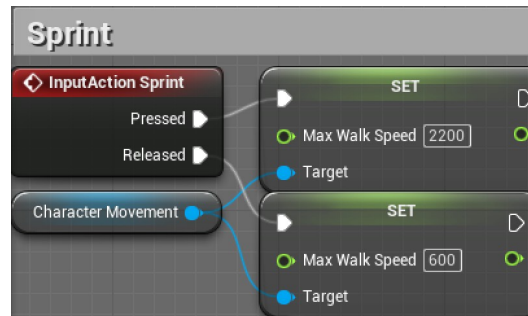 Sprint
InputAction Sprint
Pressed
Released
Character Movement
SET
Max Walk Speed 2200
Target
SET
Max Walk Speed 600
Target